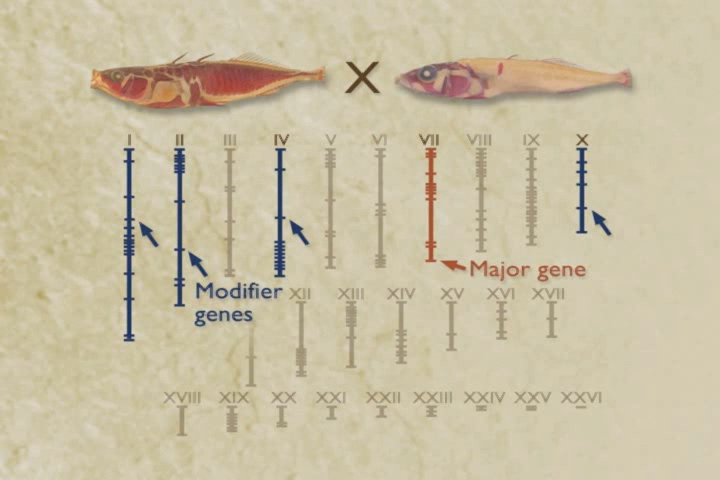 X
I II III IV V VI VII VIII IX X
Major gene
Modifier
genes
XII XIII XIV XV XVI XVII
XVIII XIX XX XXI XXII XXIII XXIV XXV XXVI